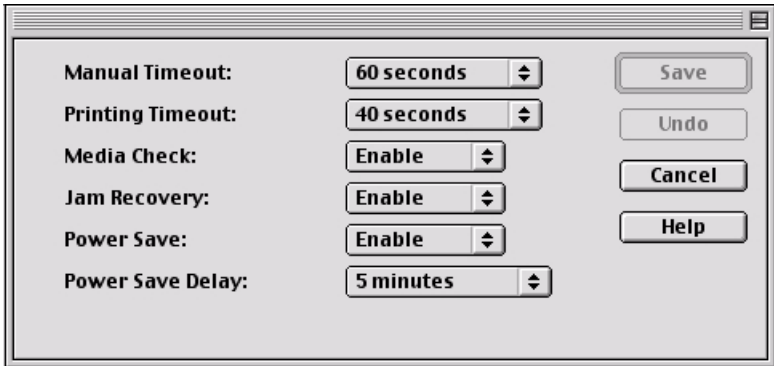 Manual Timeout: 60 seconds Save
Printing Timeout: 40 seconds Undo
Media Check: Enable
Cancel
Jam Recovery: Enable
Power Save: Enable Help
Power Save Delay: 5 minutes